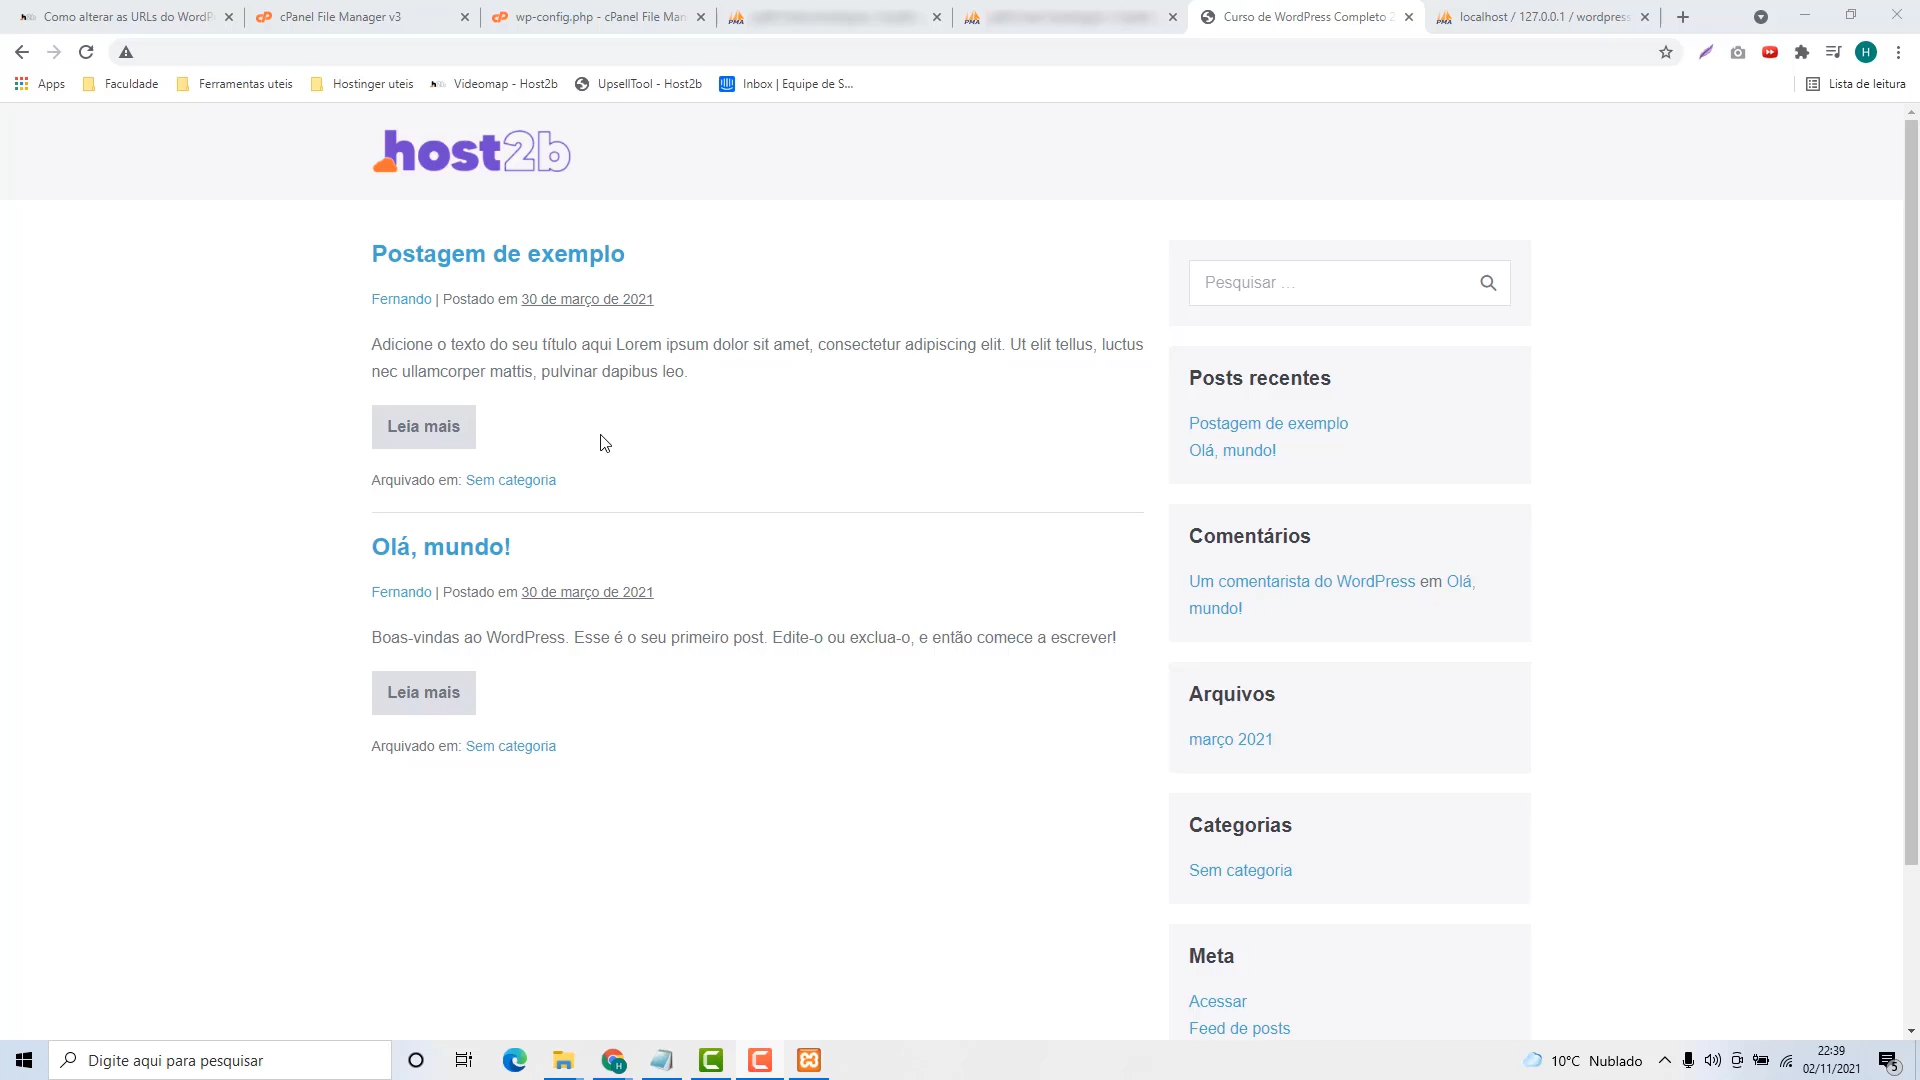 Como alterar as URLs do WordP
cPanel File Manager v3
wp-config.php - cPanel File Man
Curso de WordPress Completo 2
localhost / 127.0.0.1 / wordpress
H
Apps
Faculdade
Ferramentas uteis
Hostinger uteis
Videomap - Host2b
UpsellTool - Host2b
Inbox | Equipe de S...
Lista de leitura
host2b
Postagem de exemplo
Fernando | Postado em 30 de março de 2021
Adicione o texto do seu título aqui Lorem ipsum dolor sit amet, consectetur adipiscing elit. Ut elit tellus, luctus
nec ullamcorper mattis, pulvinar dapibus leo.
Leia mais
Arquivado em: Sem categoria
Olá, mundo!
Fernando | Postado em 30 de março de 2021
Boas-vindas ao WordPress. Esse é o seu primeiro post. Edite-o ou exclua-o, e então comece a escrever!
Leia mais
Arquivado em: Sem categoria
Pesquisar ...
Posts recentes
Postagem de exemplo
Olá, mundo!
Comentários
Um comentarista do WordPress em Olá,
mundo!
Arquivos
março 2021
Categorias
Sem categoria
Meta
Acessar
Feed de posts
Digite aqui para pesquisar
10°C Nublado
22:39
02/11/2021
5